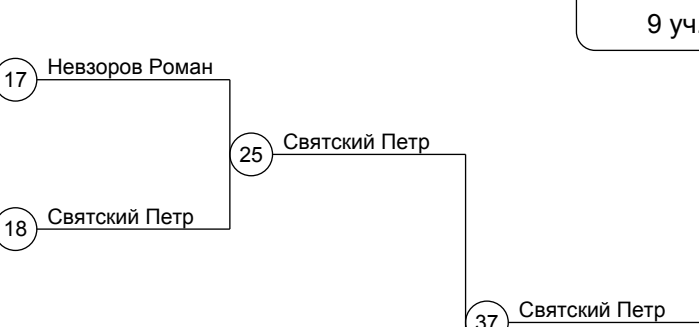 9 уч.
17 Невзоров Роман
25 Святский Петр
18 Святский Петр
37 Святский Петр